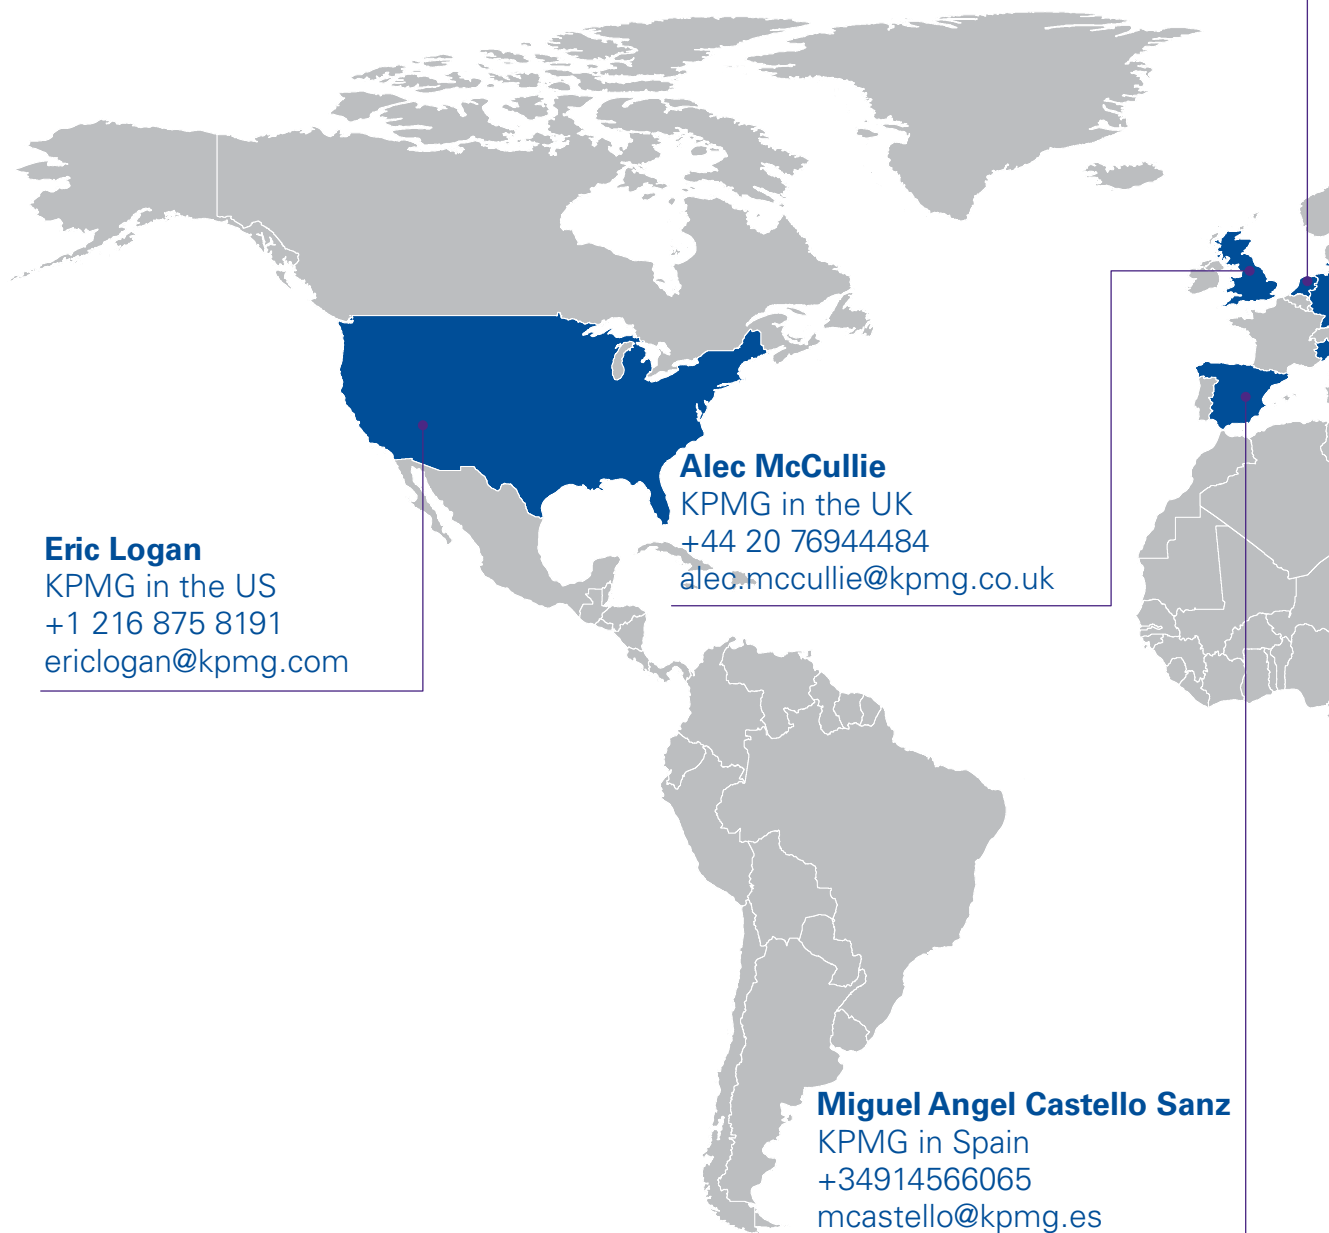 Alec McCullie
KPMG in the UK
+44 20 76944484
alec.mccullie@kpmg.co.uk
Eric Logan
KPMG in the US
+1 216 875 8191
ericlogan@kpmg.com
Miguel Angel Castello Sanz
KPMG in Spain
+34914566065
mcastello@kpmg.es